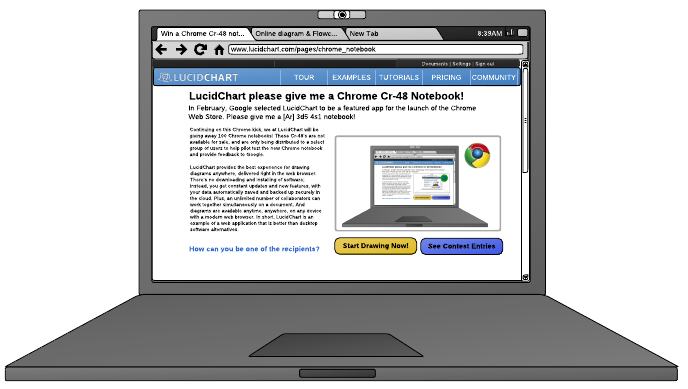 Win a Chrome Cr-48 not... Online diagram & Flowc... New Tab 8:39AM
www.lucidchart.com/pages/chrome_notebook
Documents | Settings | Sign out
LUCIDCHART TOUR EXAMPLES TUTORIALS PRICING COMMUNITY
LucidChart please give me a Chrome Cr-48 Notebook!
In February, Google selected LucidChart to be a featured app for the launch of the Chrome
Web Store. Please give me a [Ar] 3d5 4s1 notebook!
Continuing on this Chrome kick, we at LucidChart will be
giving away 100 Chrome notebooks! These Cr-48's are not
available for sale, and are only being distributed to a select
group of users to help pilot test the new Chrome notebook
and provide feedback to Google.
LucidChart provides the best experience for drawing
diagrams anywhere, delivered right in the web browser.
There's no downloading and installing of software;
instead, you get constant updates and new features, with
your data automatically saved and backed up securely in
the cloud. Plus, an unlimited number of collaborators can
work together simultaneously on a document. And
diagrams are available anytime, anywhere, on any device
with a modern web browser. In short, LucidChart is an
example of a web application that is better than desktop
software alternatives.
How can you be one of the recipients?
Start Drawing Now! See Contest Entries